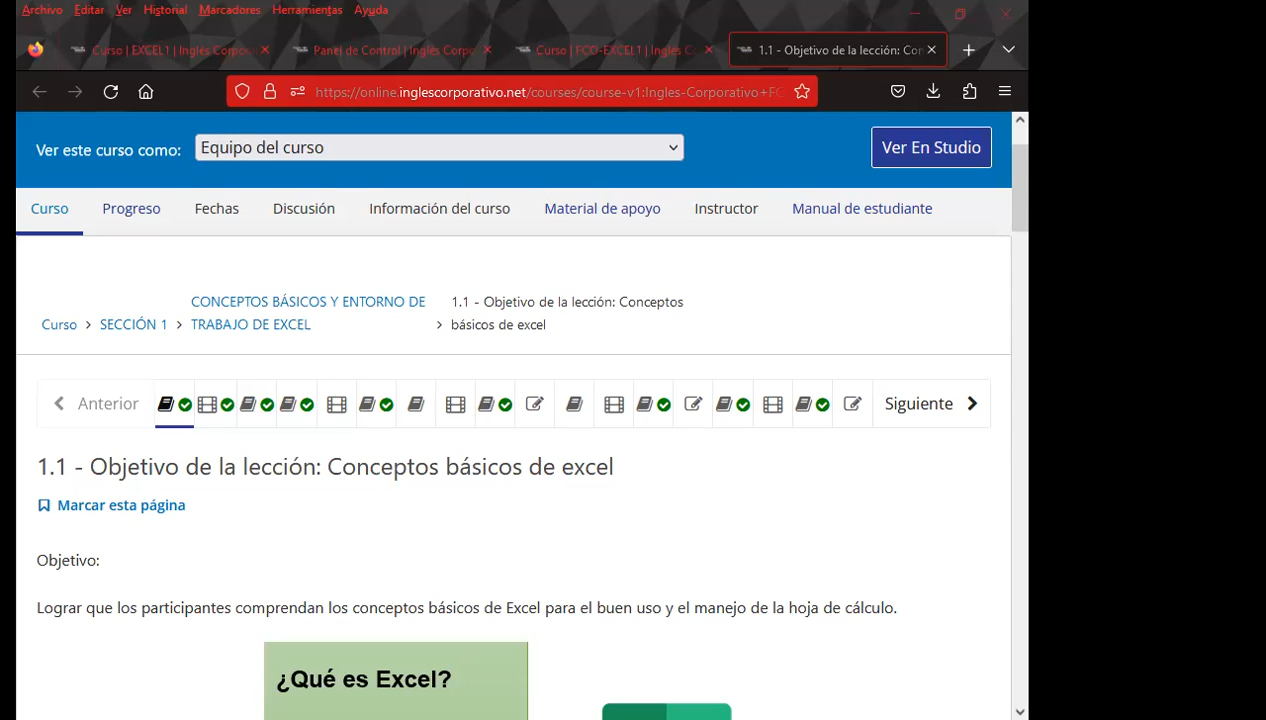 Archivo Editar Ver Historial Marcadores Herramientas Ayuda
Curso | EXCEL1 | Inglés Corpo
Panel de Control | Inglés Corpo
Curso | FCO-EXCEL1 | Inglés C
1.1 - Objetivo de la lección: Con
https://online.inglescorporativo.net/courses/course-v1:Ingles-Corporativo+FC
Ver este curso como: Equipo del curso
Ver En Studio
Curso Progreso Fechas Discusión Información del curso Material de apoyo Instructor Manual de estudiante
Curso > SECCIÓN 1 >
CONCEPTOS BÁSICOS Y ENTORNO DE
TRABAJO DE EXCEL
> 1.1 - Objetivo de la lección: Conceptos
básicos de excel
Anterior
Siguiente
1.1 - Objetivo de la lección: Conceptos básicos de excel
Marcar esta página
Objetivo:
Lograr que los participantes comprendan los conceptos básicos de Excel para el buen uso y el manejo de la hoja de cálculo.
¿Qué es Excel?